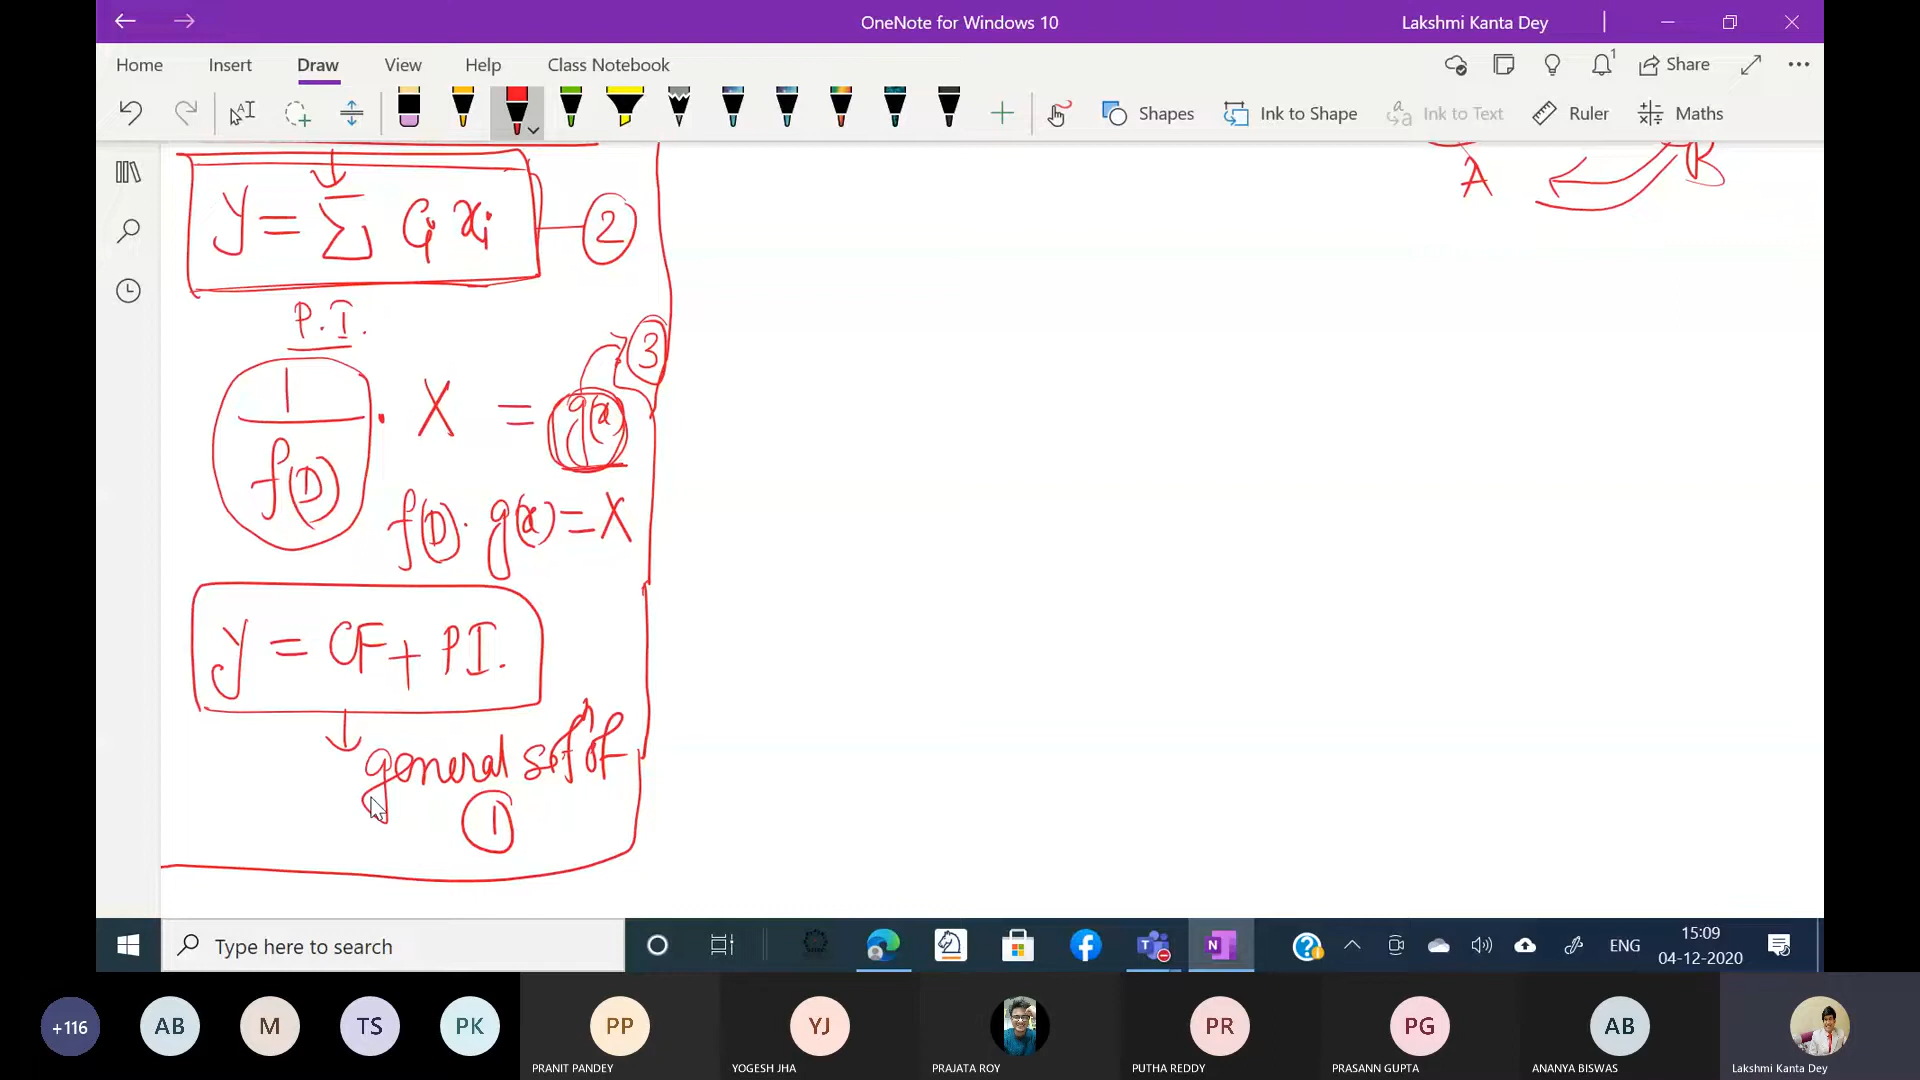 OneNote for Windows 10
Lakshmi Kanta Dey
Home Insert Draw View Help Class Notebook
1 Share
Shapes Ink to Shape Ink to Text Ruler Maths
A B
y = ∑ Ci xi — 2
P.I.
1/f(D) · X = g(x) 3
f(D) · g(x) = X
y = CF + PI.
general solⁿ of
1
Type here to search
ENG
15:09
04-12-2020
+116 AB M TS PK PP YJ PR PG AB
PRANIT PANDEY YOGESH JHA PRAJATA ROY PUTHA REDDY PRASANN GUPTA ANANYA BISWAS Lakshmi Kanta Dey